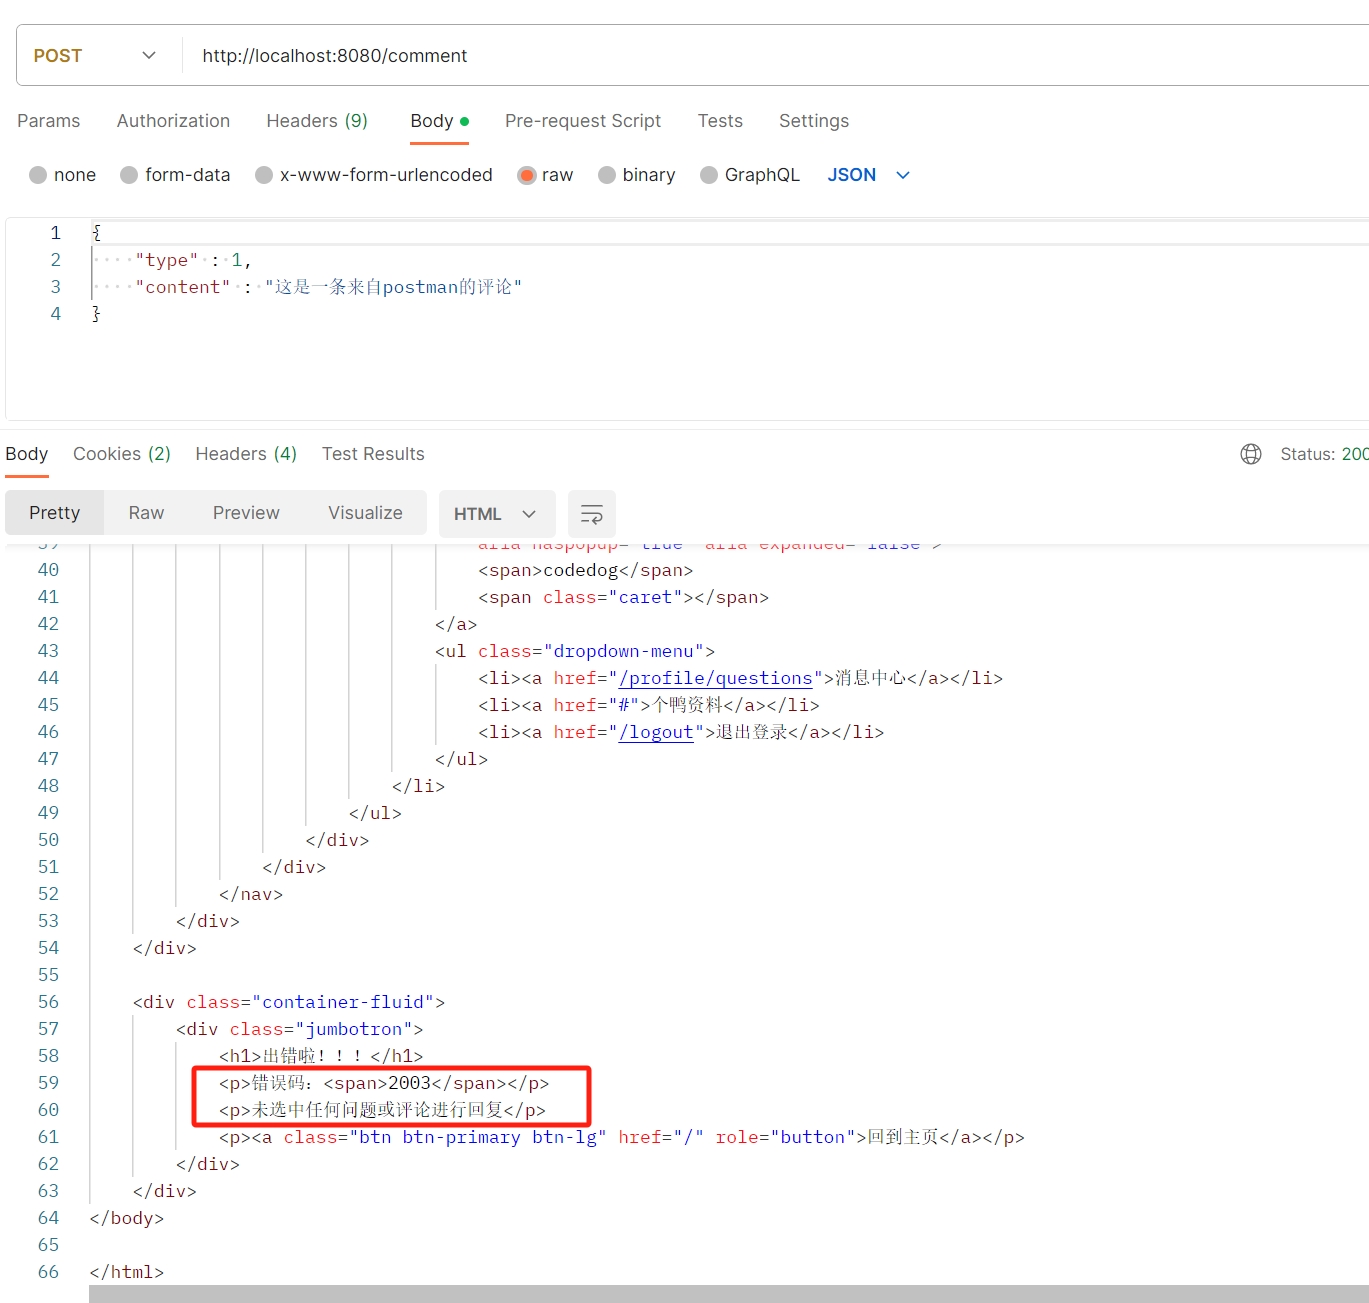 POST http://localhost:8080/comment
Params Authorization Headers (9) Body Pre-request Script Tests Settings
none form-data x-www-form-urlencoded raw binary GraphQL JSON
1 {
2 "type" : 1,
3 "content" : "这是一条来自postman的评论"
4 }
Body Cookies (2) Headers (4) Test Results Status: 200
Pretty Raw Preview Visualize HTML
39 aria-haspopup="true" aria-expanded="false">
40 <span>codedog</span>
41 <span class="caret"></span>
42 </a>
43 <ul class="dropdown-menu">
44 <li><a href="/profile/questions">消息中心</a></li>
45 <li><a href="#">个鸭资料</a></li>
46 <li><a href="/logout">退出登录</a></li>
47 </ul>
48 </li>
49 </ul>
50 </div>
51 </div>
52 </nav>
53 </div>
54 </div>
55
56 <div class="container-fluid">
57 <div class="jumbotron">
58 <h1>出错啦！！！</h1>
59 <p>错误码：<span>2003</span></p>
60 <p>未选中任何问题或评论进行回复</p>
61 <p><a class="btn btn-primary btn-lg" href="/" role="button">回到主页</a></p>
62 </div>
63 </div>
64 </body>
65
66 </html>